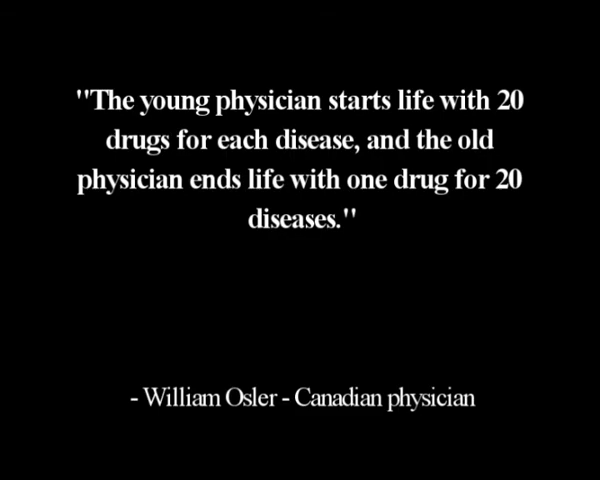 "The young physician starts life with 20
drugs for each disease, and the old
physician ends life with one drug for 20
diseases."
- William Osler - Canadian physician